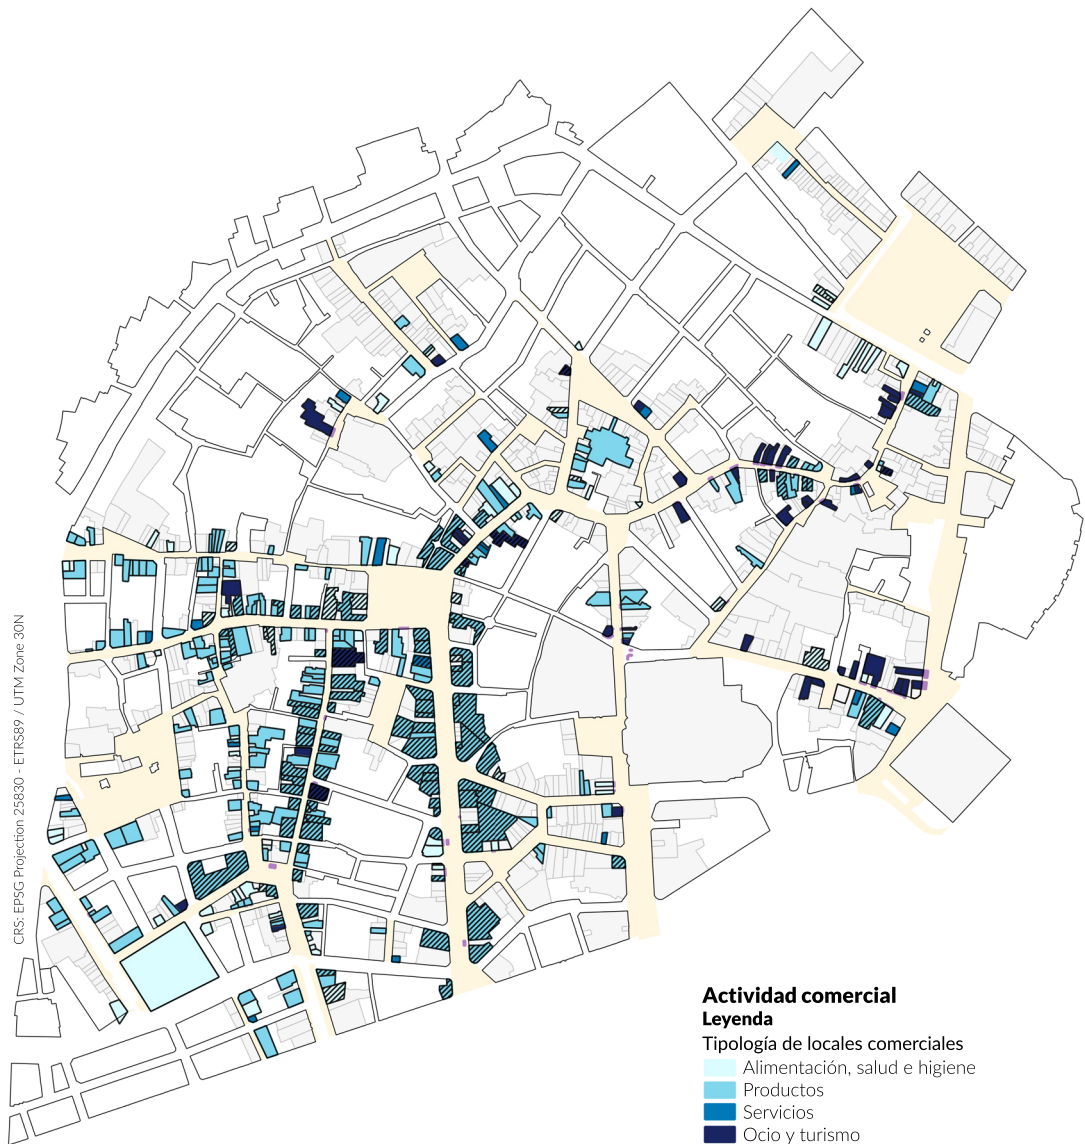 CRS: EPSG Projection 25830 - ETRS89 / UTM Zone 30N
Actividad comercial
Leyenda
Tipología de locales comerciales
Alimentación, salud e higiene
Productos
Servicios
Ocio y turismo